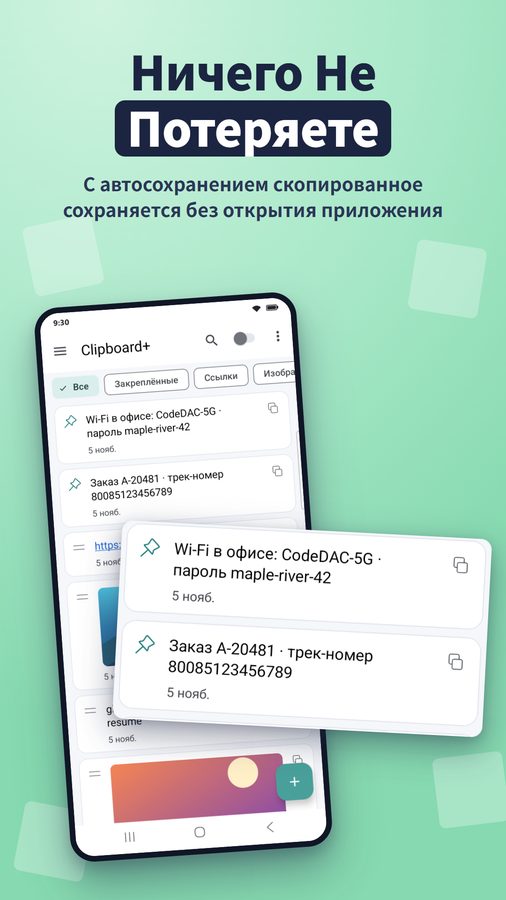 Ничего Не
Потеряете
С автосохранением скопированное
сохраняется без открытия приложения
9:30
Clipboard+
Все
Закреплённые
Ссылки
Изобра
Wi-Fi в офисе: CodeDAC-5G ·
пароль maple-river-42
5 нояб.
Заказ A-20481 · трек-номер
80085123456789
5 нояб.
https:
5 нояб.
Wi-Fi в офисе: CodeDAC-5G ·
пароль maple-river-42
5 нояб.
Заказ A-20481 · трек-номер
80085123456789
5 нояб.
resume
5 нояб.
+